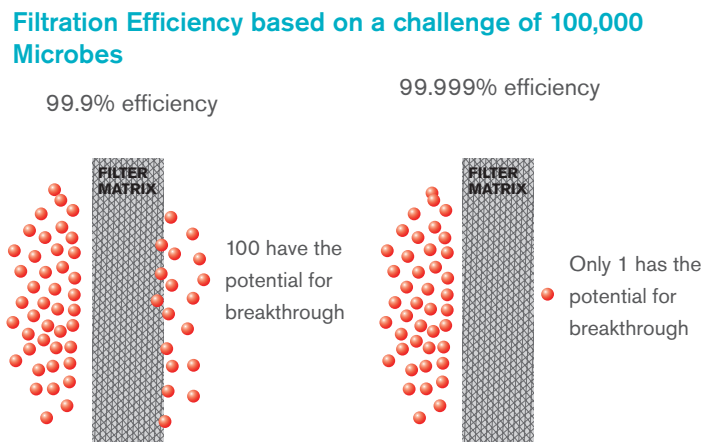 Filtration Efficiency based on a challenge of 100,000
Microbes
99.9% efficiency
99.999% efficiency
FILTER
MATRIX
100 have the
potential for
breakthrough
FILTER
MATRIX
Only 1 has the
potential for
breakthrough